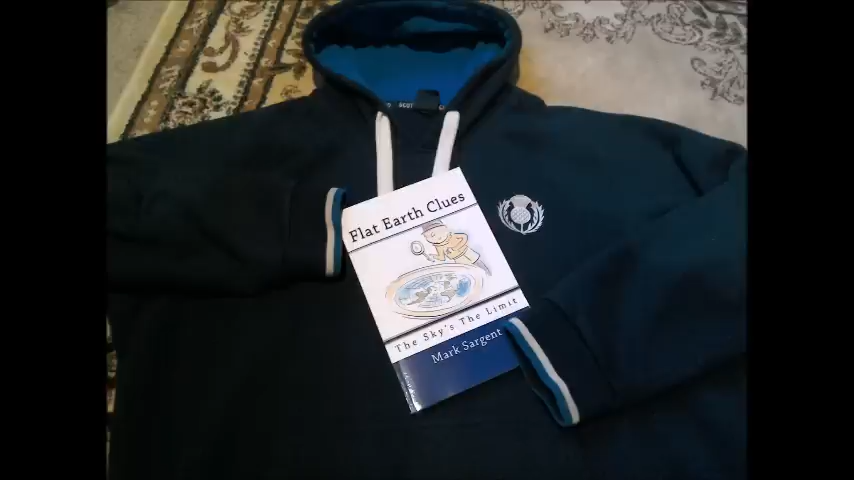 Flat Earth Clues
The Sky's The Limit
Mark Sargent